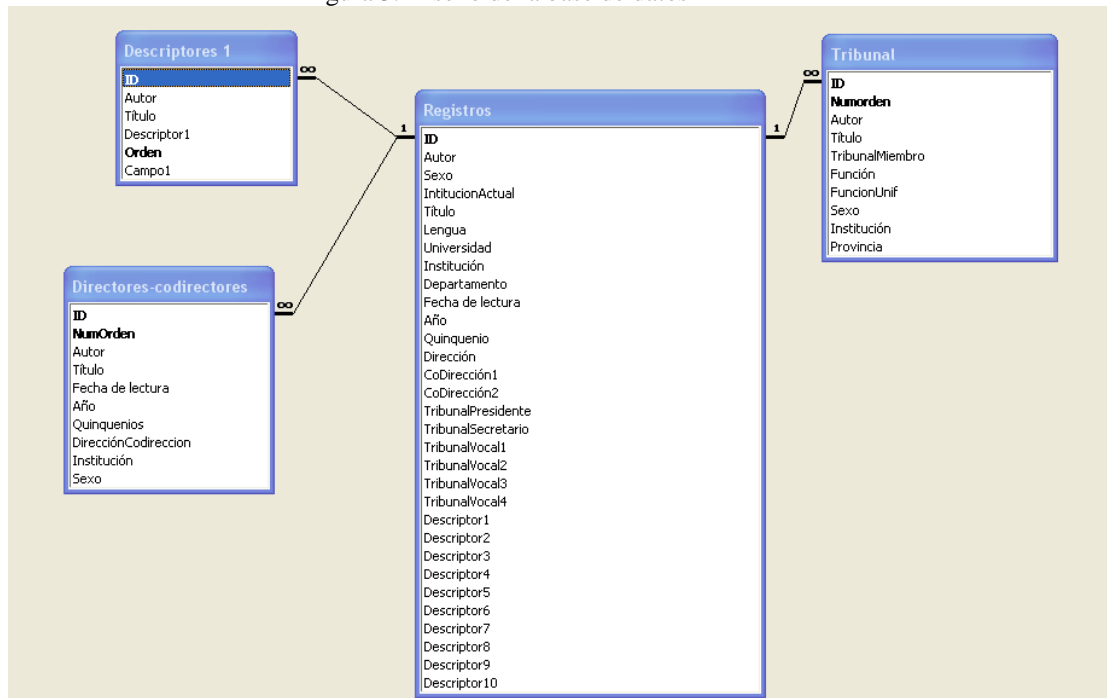 Descriptores 1
ID
Autor
Título
Descriptor1
Orden
Campo1
∞
Directores-codirectores
ID
NumOrden
Autor
Título
Fecha de lectura
Año
Quinquenios
DirecciónCodireccion
Institución
Sexo
∞
1
Registros
ID
Autor
Sexo
IntitucionActual
Título
Lengua
Universidad
Institución
Departamento
Fecha de lectura
Año
Quinquenio
Dirección
CoDirección1
CoDirección2
TribunalPresidente
TribunalSecretario
TribunalVocal1
TribunalVocal2
TribunalVocal3
TribunalVocal4
Descriptor1
Descriptor2
Descriptor3
Descriptor4
Descriptor5
Descriptor6
Descriptor7
Descriptor8
Descriptor9
Descriptor10
1
∞
Tribunal
ID
Numorden
Autor
Título
TribunalMiembro
Función
FuncionUnif
Sexo
Institución
Provincia